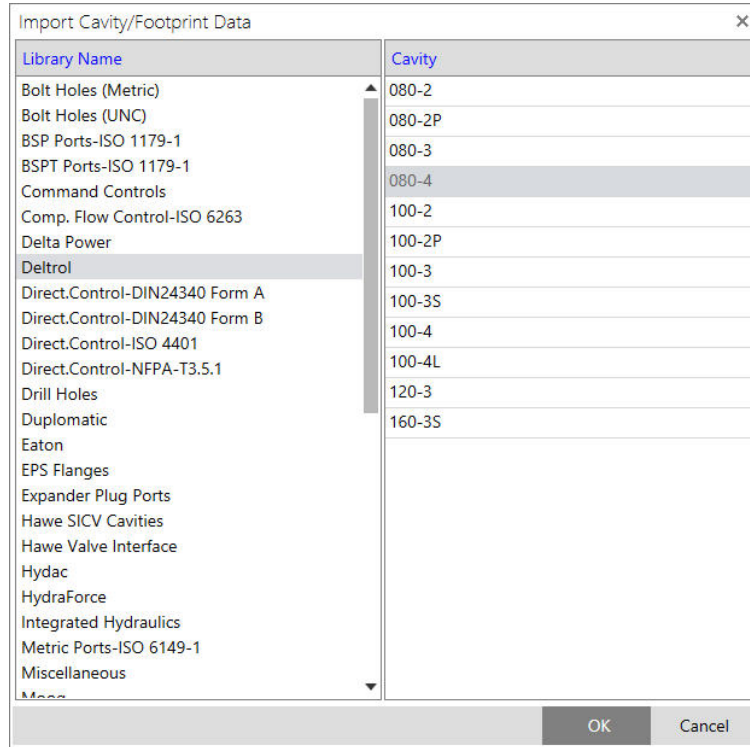 Import Cavity/Footprint Data
Library Name
Bolt Holes (Metric)
Bolt Holes (UNC)
BSP Ports-ISO 1179-1
BSPT Ports-ISO 1179-1
Command Controls
Comp. Flow Control-ISO 6263
Delta Power
Deltrol
Direct.Control-DIN24340 Form A
Direct.Control-DIN24340 Form B
Direct.Control-ISO 4401
Direct.Control-NFPA-T3.5.1
Drill Holes
Duplomatic
Eaton
EPS Flanges
Expander Plug Ports
Hawe SICV Cavities
Hawe Valve Interface
Hydac
HydraForce
Integrated Hydraulics
Metric Ports-ISO 6149-1
Miscellaneous
Moog
Cavity
080-2
080-2P
080-3
080-4
100-2
100-2P
100-3
100-3S
100-4
100-4L
120-3
160-3S
OK
Cancel